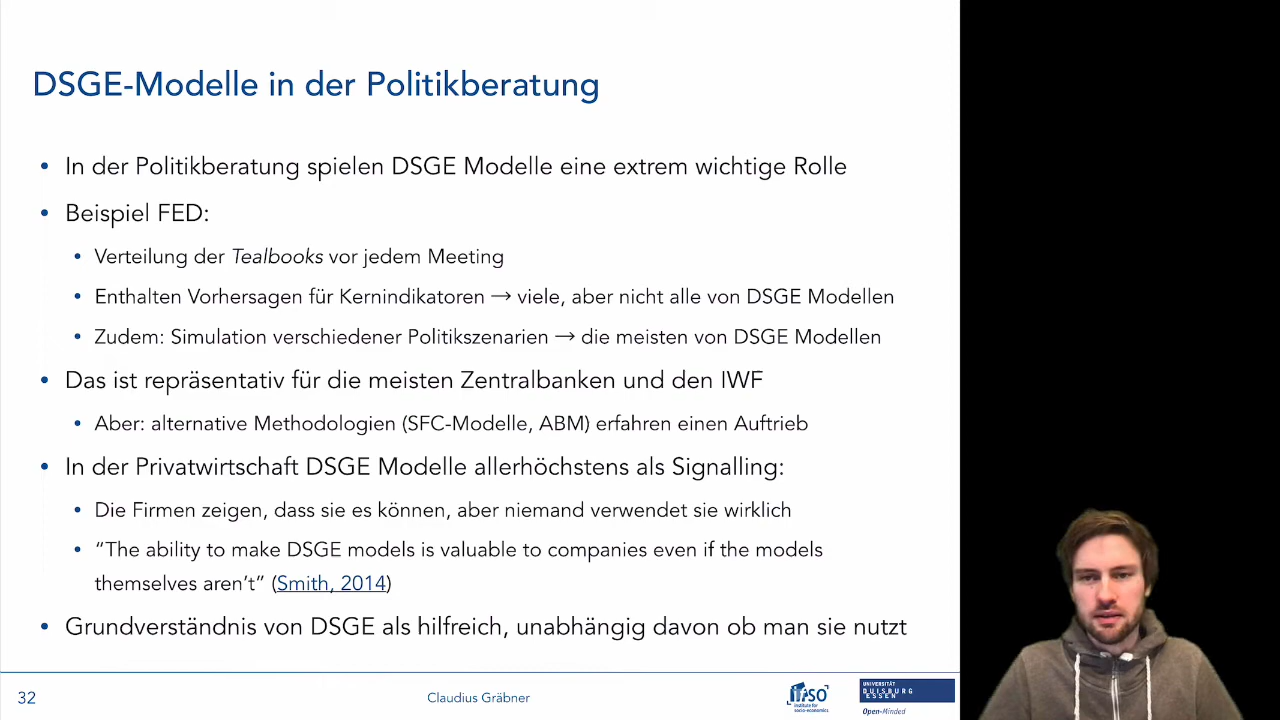 DSGE-Modelle in der Politikberatung
• In der Politikberatung spielen DSGE Modelle eine extrem wichtige Rolle
• Beispiel FED:
• Verteilung der Tealbooks vor jedem Meeting
• Enthalten Vorhersagen für Kernindikatoren → viele, aber nicht alle von DSGE Modellen
• Zudem: Simulation verschiedener Politikszenarien → die meisten von DSGE Modellen
• Das ist repräsentativ für die meisten Zentralbanken und den IWF
• Aber: alternative Methodologien (SFC-Modelle, ABM) erfahren einen Auftrieb
• In der Privatwirtschaft DSGE Modelle allerhöchstens als Signalling:
• Die Firmen zeigen, dass sie es können, aber niemand verwendet sie wirklich
• “The ability to make DSGE models is valuable to companies even if the models
themselves aren’t” (Smith, 2014)
• Grundverständnis von DSGE als hilfreich, unabhängig davon ob man sie nutzt
32
Claudius Gräbner
ifso
institute for
socio-economics
UNIVERSITÄT
DUISBURG
ESSEN
Open-Minded